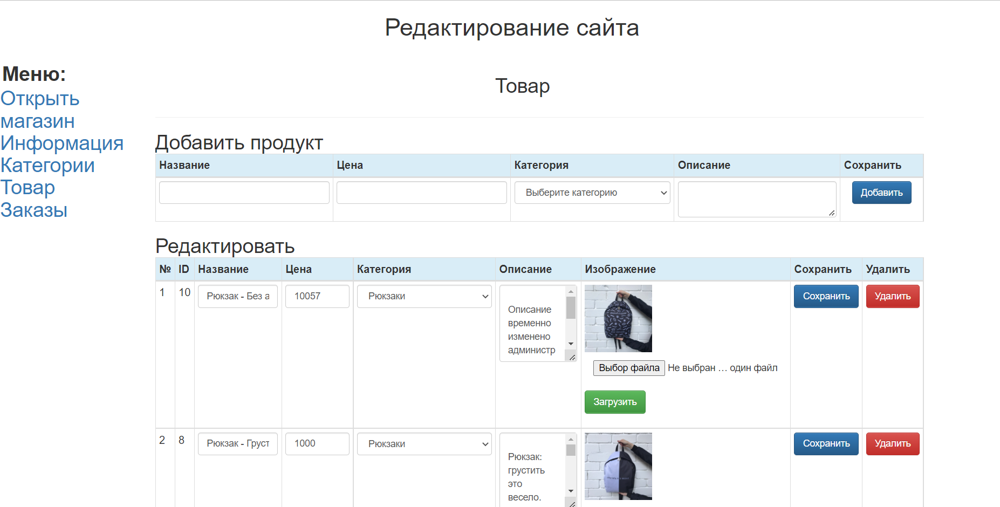 Редактирование сайта
Меню:
Открыть
магазин
Информация
Категории
Товар
Заказы
Товар
Добавить продукт
Название Цена Категория Описание Сохранить
Выберите категорию Добавить
Редактировать
№ ID Название Цена Категория Описание Изображение Сохранить Удалить
1 10 Рюкзак - Без а 10057 Рюкзаки Сохранить Удалить
Описание
временно
изменено
администр
Выбор файла Не выбран … один файл
Загрузить
2 8 Рюкзак - Груст 1000 Рюкзаки Сохранить Удалить
Рюкзак:
грустить
это
весело.